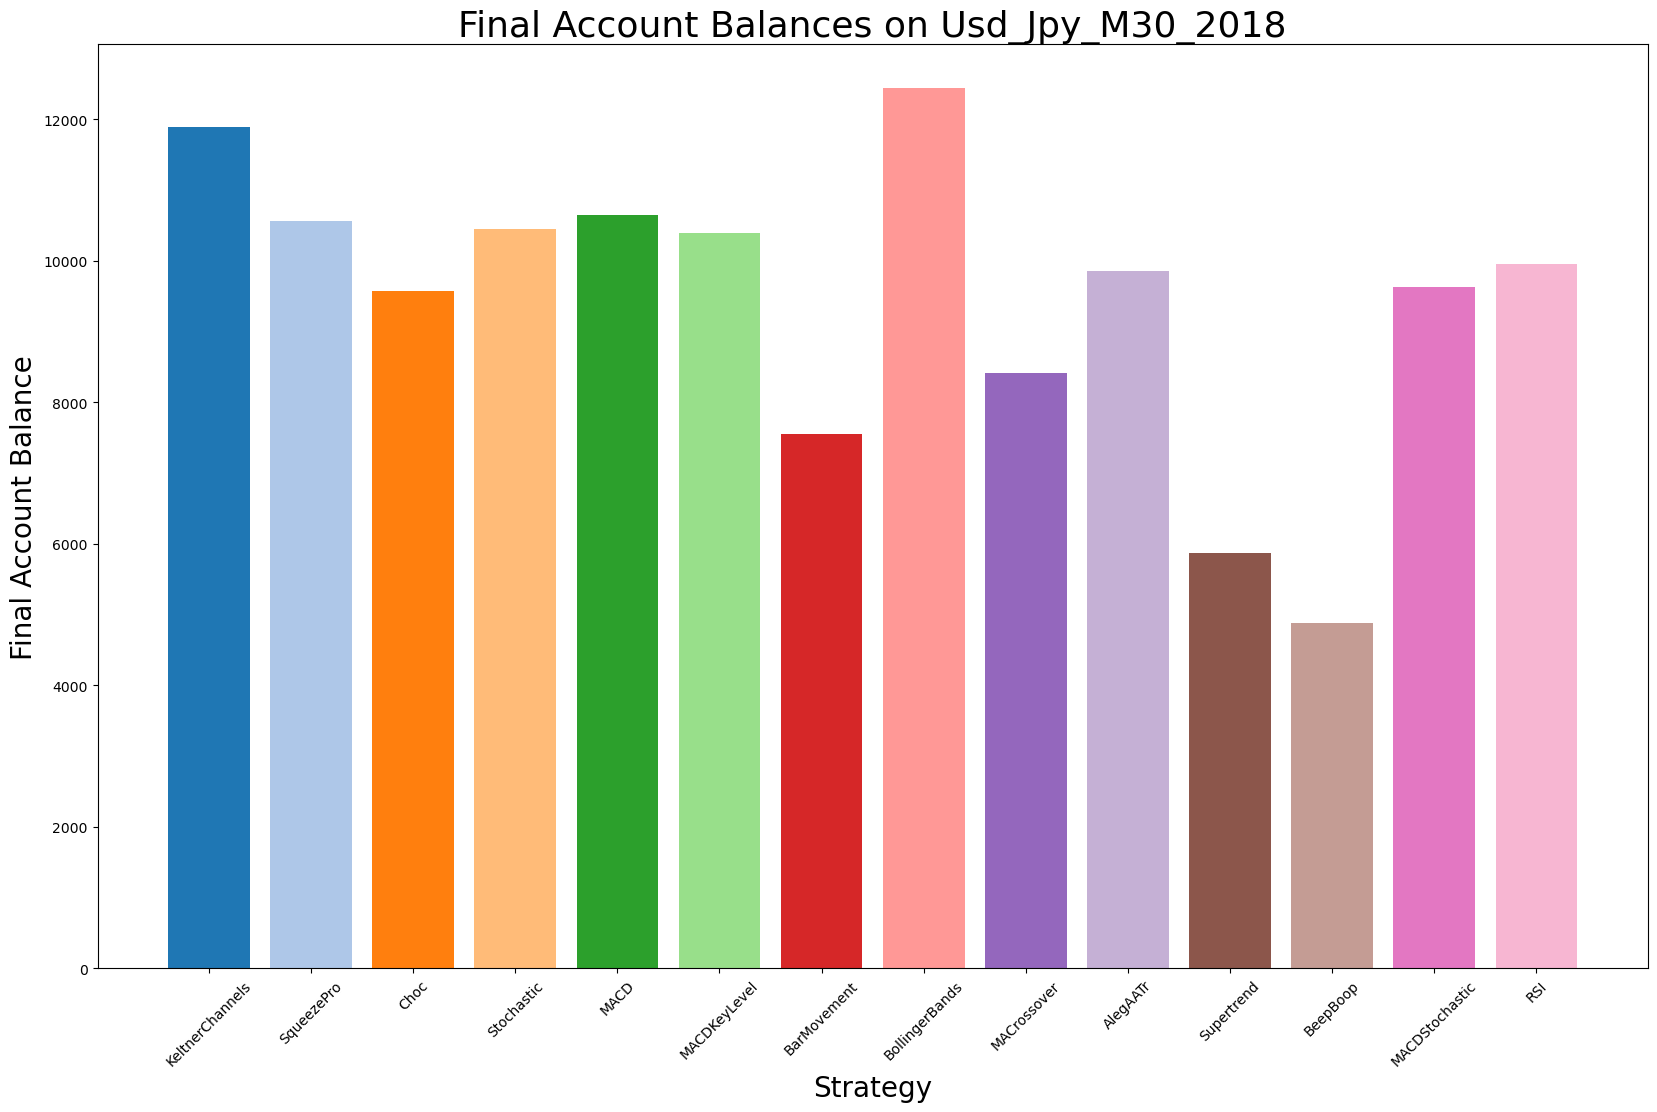 Final Account Balances on Usd_Jpy_M30_2018
Final Account Balance
12000
10000
8000
6000
4000
2000
0
KeltnerChannels
SqueezePro
Choc
Stochastic
MACD
MACDKeyLevel
BarMovement
BollingerBands
MACrossover
AlegAATr
Supertrend
BeepBoop
MACDStochastic
RSI
Strategy